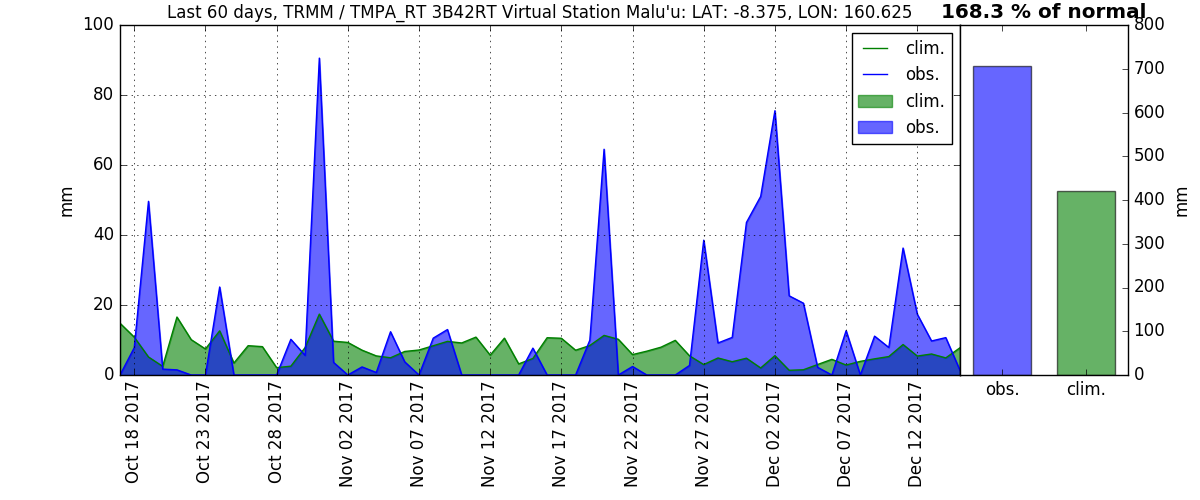 Last 60 days, TRMM / TMPA_RT 3B42RT Virtual Station Malu'u: LAT: -8.375, LON: 160.625
168.3 % of normal
100
80
60
40
20
0
mm
clim.
obs.
clim.
obs.
800
700
600
500
400
300
200
100
0
mm
Oct 18 2017
Oct 23 2017
Oct 28 2017
Nov 02 2017
Nov 07 2017
Nov 12 2017
Nov 17 2017
Nov 22 2017
Nov 27 2017
Dec 02 2017
Dec 07 2017
Dec 12 2017
obs.
clim.